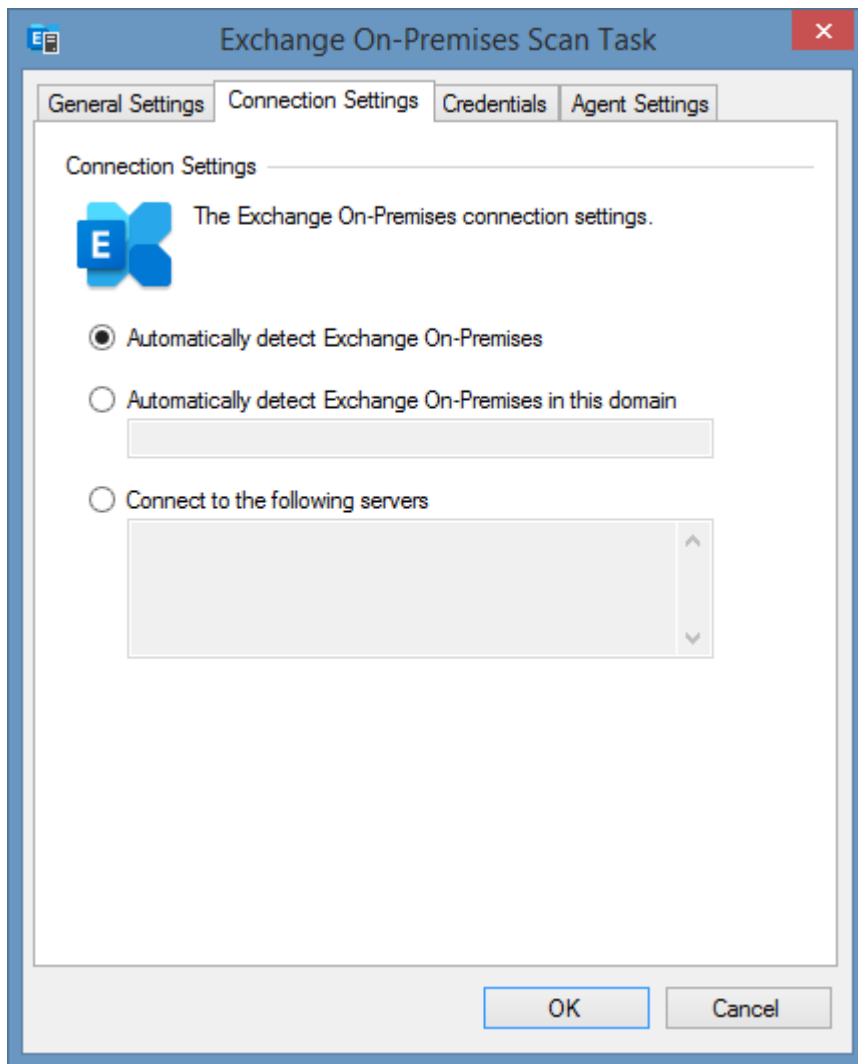 Exchange On-Premises Scan Task
General Settings
Connection Settings
Credentials
Agent Settings
Connection Settings
E
The Exchange On-Premises connection settings.
Automatically detect Exchange On-Premises
Automatically detect Exchange On-Premises in this domain
Connect to the following servers
OK
Cancel